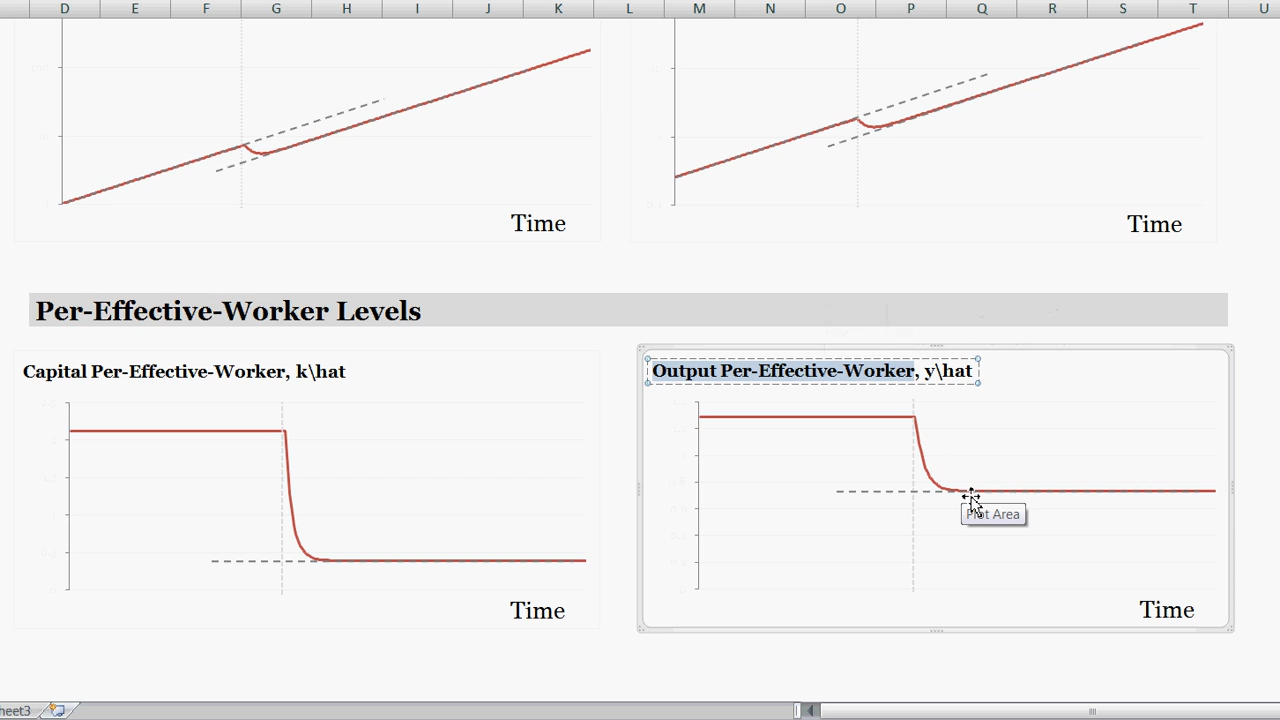 D E F G H I J K L M N O P Q R S T U
Time
Time
Per-Effective-Worker Levels
Capital Per-Effective-Worker, k\hat
Output Per-Effective-Worker, y\hat
Plot Area
Time
Time
heet3